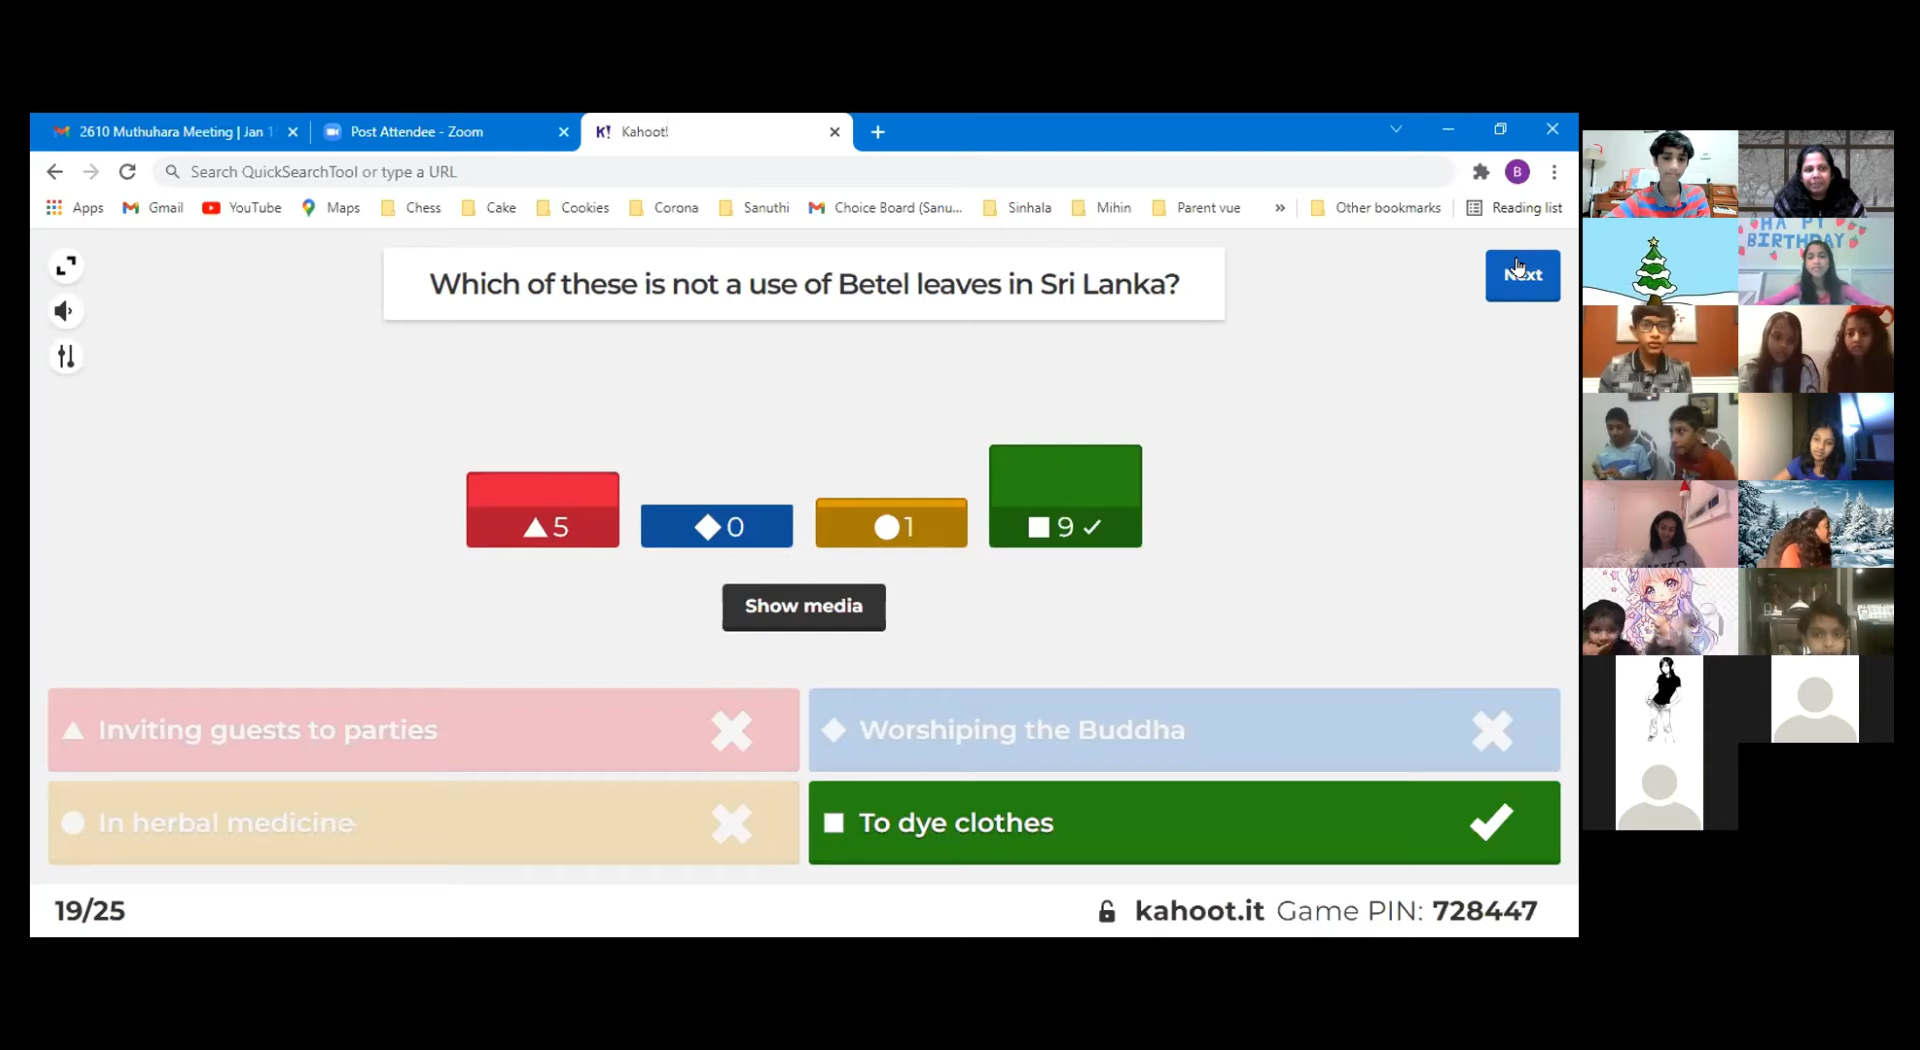 2610 Muthuhara Meeting | Jan 1
Post Attendee - Zoom
K! Kahoot!
Search QuickSearchTool or type a URL
B
Apps
Gmail
YouTube
Maps
Chess
Cake
Cookies
Corona
Sanuthi
Choice Board (Sanu...
Sinhala
Mihin
Parent vue
»
Other bookmarks
Reading list
Which of these is not a use of Betel leaves in Sri Lanka?
Next
5
0
1
9
Show media
Inviting guests to parties
Worshiping the Buddha
In herbal medicine
To dye clothes
19/25
kahoot.it Game PIN: 728447
HAPPY
BIRTHDAY